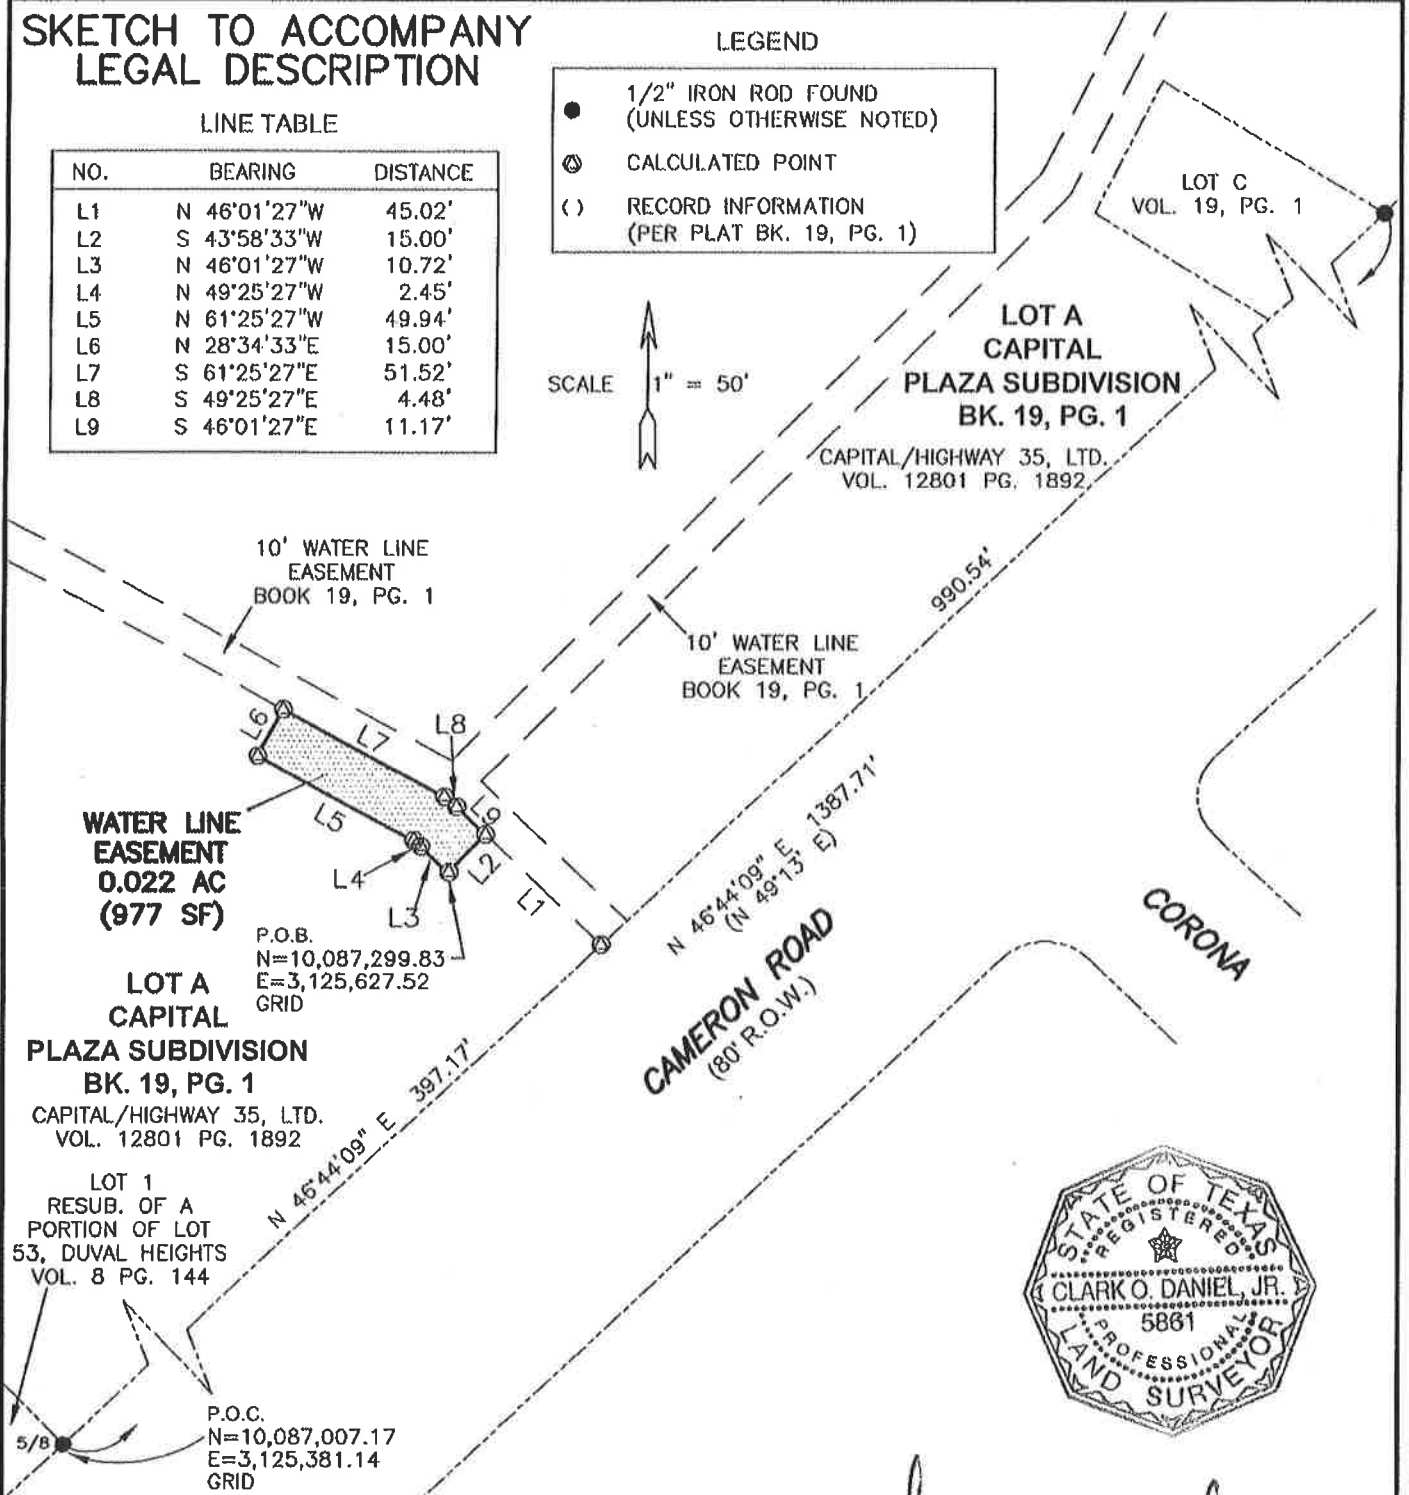 SKETCH TO ACCOMPANY
LEGAL DESCRIPTION
LINE TABLE
NO. BEARING DISTANCE
L1 N 46°01'27"W 45.02'
L2 S 43°58'33"W 15.00'
L3 N 46°01'27"W 10.72'
L4 N 49°25'27"W 2.45'
L5 N 61°25'27"W 49.94'
L6 N 28°34'33"E 15.00'
L7 S 61°25'27"E 51.52'
L8 S 49°25'27"E 4.48'
L9 S 46°01'27"E 11.17'
LEGEND
1/2" IRON ROD FOUND
(UNLESS OTHERWISE NOTED)
CALCULATED POINT
( ) RECORD INFORMATION
(PER PLAT BK. 19, PG. 1)
SCALE 1" = 50'
LOT C
VOL. 19, PG. 1
LOT A
CAPITAL
PLAZA SUBDIVISION
BK. 19, PG. 1
CAPITAL/HIGHWAY 35, LTD.
VOL. 12801 PG. 1892
10' WATER LINE
EASEMENT
BOOK 19, PG. 1
10' WATER LINE
EASEMENT
BOOK 19, PG. 1
990.54'
L6
L7
L8
L9
L5
L4
L3
L2
L1
WATER LINE
EASEMENT
0.022 AC
(977 SF)
P.O.B.
N=10,087,299.83
E=3,125,627.52
GRID
N 46°44'09" E 1387.71'
(N 49°13' E)
CAMERON ROAD
(80' R.O.W.)
CORONA
LOT A
CAPITAL
PLAZA SUBDIVISION
BK. 19, PG. 1
CAPITAL/HIGHWAY 35, LTD.
VOL. 12801 PG. 1892
N 46°44'09" E 397.17'
LOT 1
RESUB. OF A
PORTION OF LOT
53, DUVAL HEIGHTS
VOL. 8 PG. 144
5/8
P.O.C.
N=10,087,007.17
E=3,125,381.14
GRID
STATE OF TEXAS
REGISTERED
CLARK O. DANIEL, JR.
5861
PROFESSIONAL
LAND SURVEYOR